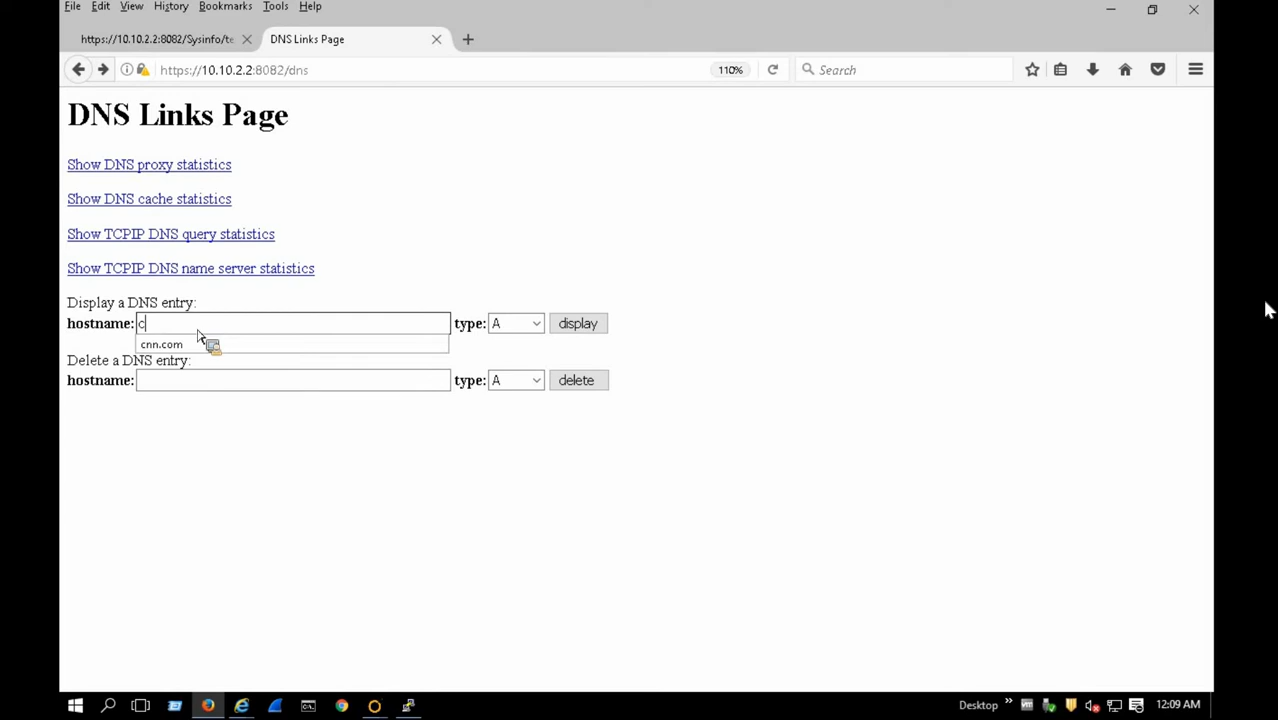 File Edit View History Bookmarks Tools Help
https://10.10.2.2:8082/Sysinfo/te
DNS Links Page
https://10.10.2.2:8082/dns
110%
Search
DNS Links Page
Show DNS proxy statistics
Show DNS cache statistics
Show TCPIP DNS query statistics
Show TCPIP DNS name server statistics
Display a DNS entry:
hostname: c type: A display
cnn.com
Delete a DNS entry:
hostname: type: A delete
Desktop 12:09 AM